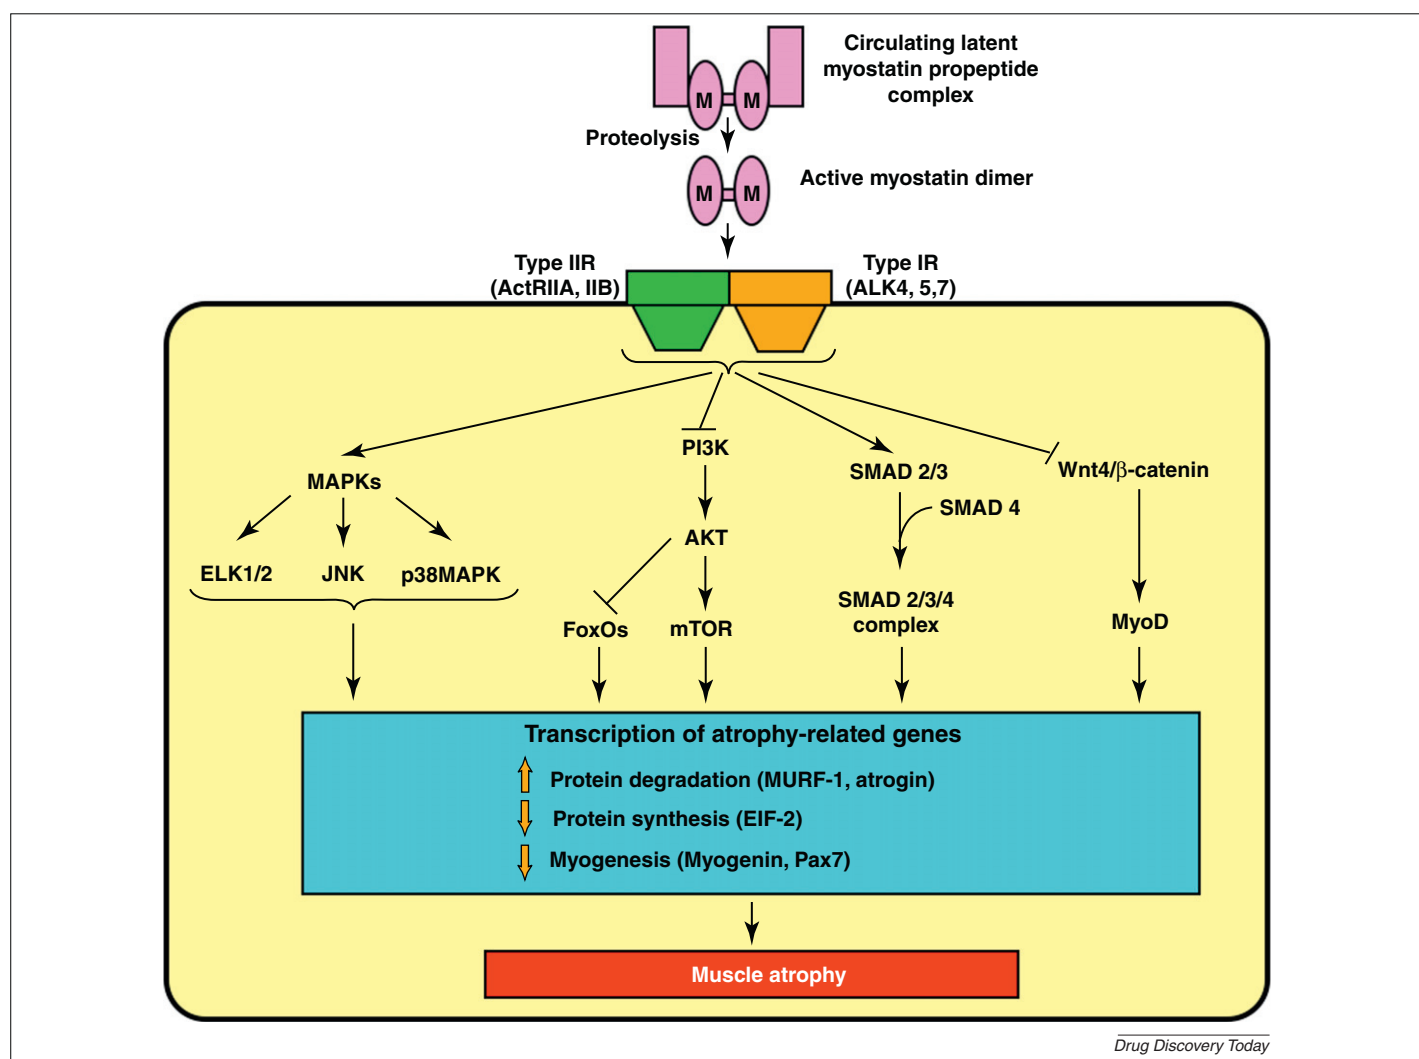 Circulating latent
myostatin propeptide
complex
M M
Proteolysis
Active myostatin dimer
M M
Type IIR
(ActRIIA, IIB)
Type IR
(ALK4, 5,7)
MAPKs
PI3K
SMAD 2/3
Wnt4/β-catenin
SMAD 4
AKT
ELK1/2
JNK
p38MAPK
SMAD 2/3/4
complex
FoxOs
mTOR
MyoD
Transcription of atrophy-related genes
Protein degradation (MURF-1, atrogin)
Protein synthesis (EIF-2)
Myogenesis (Myogenin, Pax7)
Muscle atrophy
Drug Discovery Today